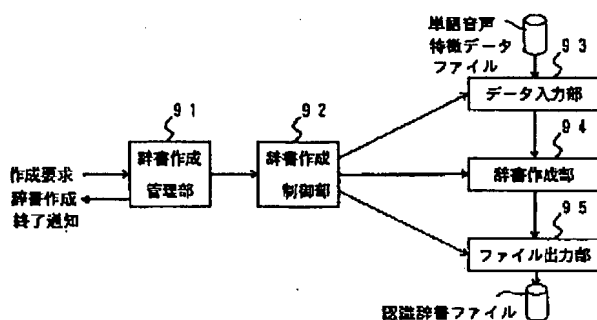 単語音声
特徴データ
ファイル
93
データ入力部
94
91
92
辞書作成
管理部
辞書作成
制御部
辞書作成部
作成要求
辞書作成
終了通知
95
ファイル出力部
認識辞書ファイル